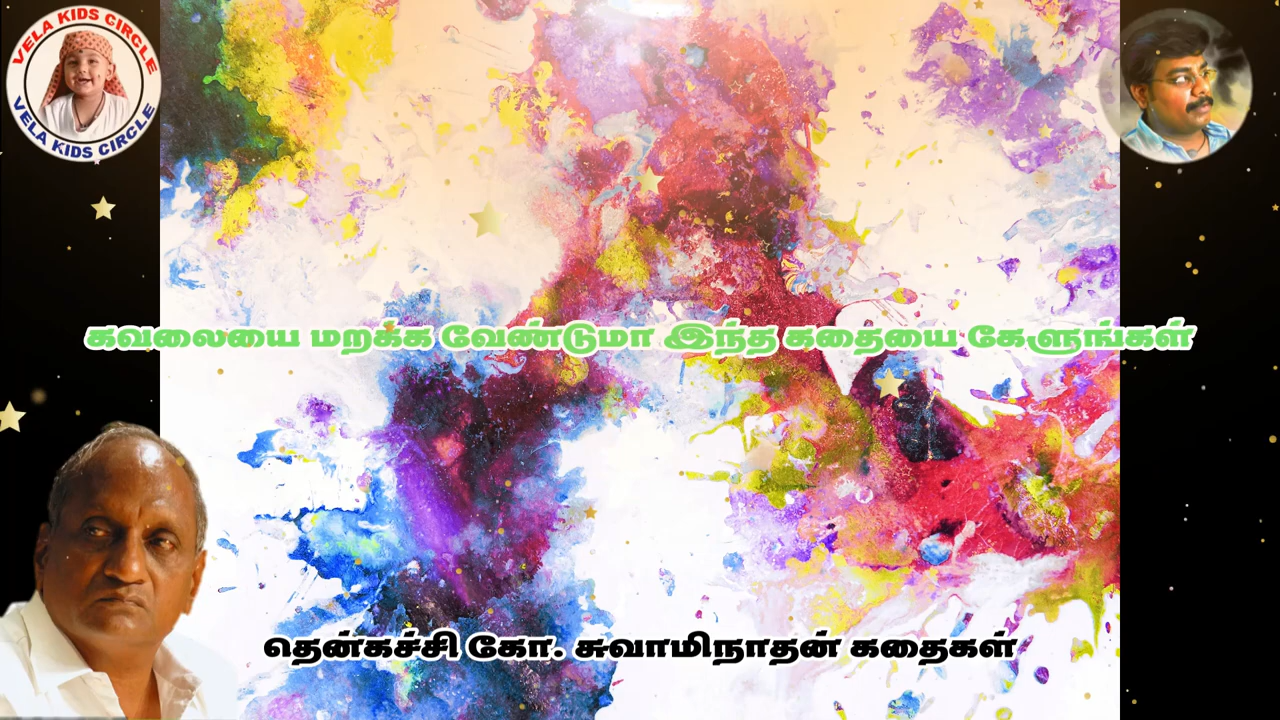 VELA KIDS CIRCLE
VELA KIDS CIRCLE
கவலையை மறக்க வேண்டுமா இந்த கதையை கேளுங்கள்
தென்கச்சி கோ. சுவாமிநாதன் கதைகள்